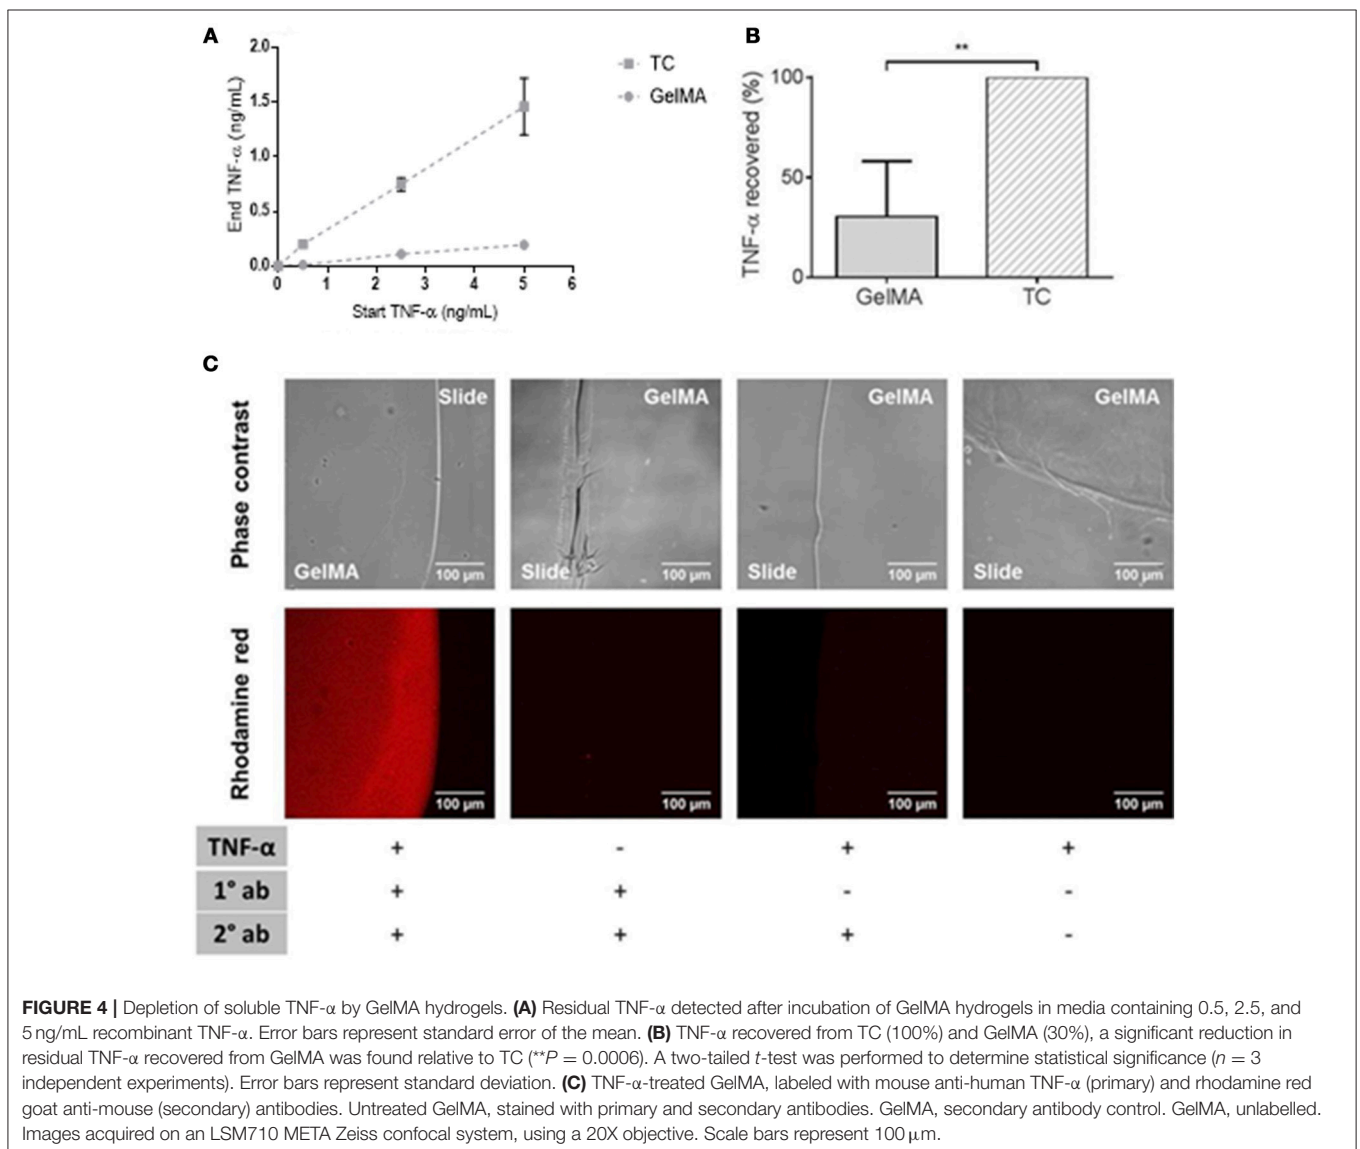 A
2.0
1.5
1.0
0.5
0.0
End TNF-α (ng/mL)
0 1 2 3 4 5 6
Start TNF-α (ng/mL)
TC
GelMA
B
**
100
50
0
TNF-α recovered (%)
GelMA TC
C
Phase contrast
Slide
GelMA
100 µm
GelMA
Slide
100 µm
GelMA
Slide
100 µm
GelMA
Slide
100 µm
Rhodamine red
100 µm
100 µm
100 µm
100 µm
TNF-α + - + +
1° ab + + - -
2° ab + + + -
FIGURE 4 | Depletion of soluble TNF-α by GelMA hydrogels. (A) Residual TNF-α detected after incubation of GelMA hydrogels in media containing 0.5, 2.5, and
5 ng/mL recombinant TNF-α. Error bars represent standard error of the mean. (B) TNF-α recovered from TC (100%) and GelMA (30%), a significant reduction in
residual TNF-α recovered from GelMA was found relative to TC (**P = 0.0006). A two-tailed t-test was performed to determine statistical significance (n = 3
independent experiments). Error bars represent standard deviation. (C) TNF-α-treated GelMA, labeled with mouse anti-human TNF-α (primary) and rhodamine red
goat anti-mouse (secondary) antibodies. Untreated GelMA, stained with primary and secondary antibodies. GelMA, secondary antibody control. GelMA, unlabelled.
Images acquired on an LSM710 META Zeiss confocal system, using a 20X objective. Scale bars represent 100 µm.